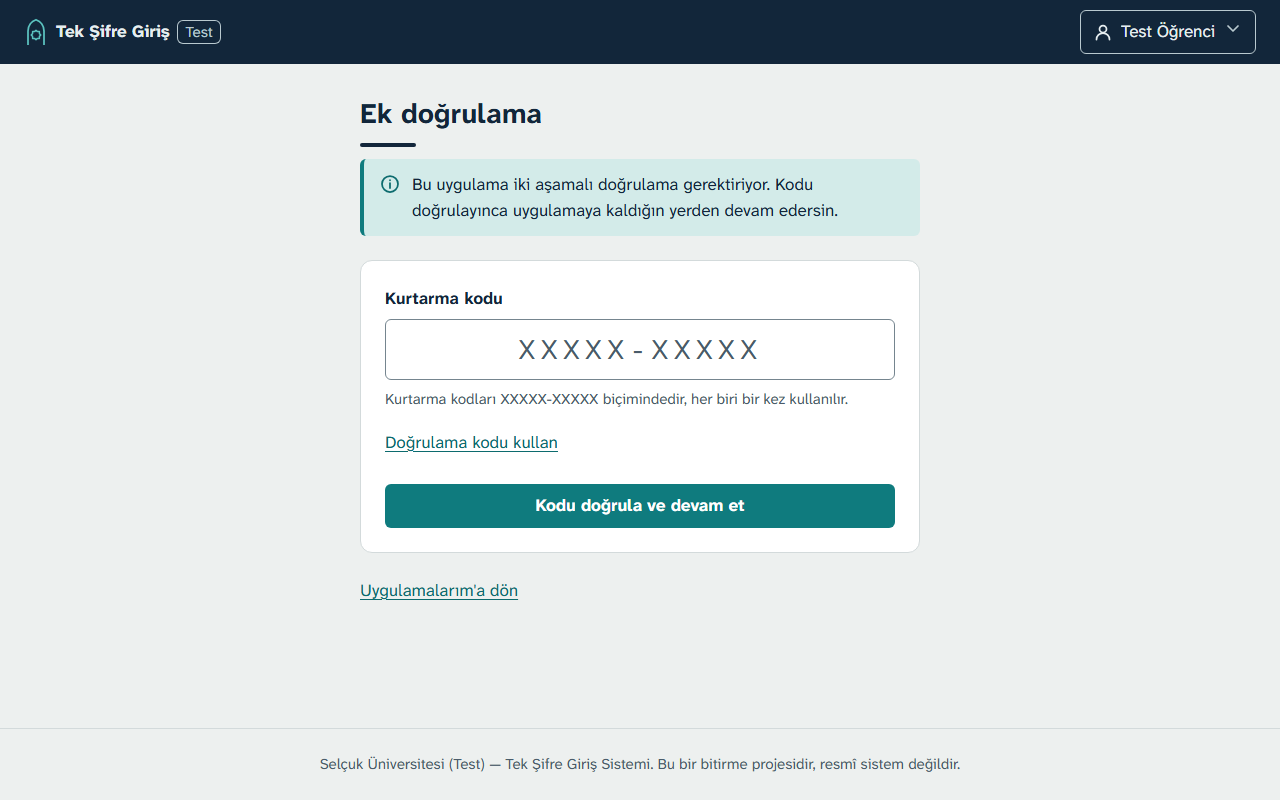 Tek Şifre Giriş Test
Test Öğrenci
Ek doğrulama
Bu uygulama iki aşamalı doğrulama gerektiriyor. Kodu
doğrulayınca uygulamaya kaldığın yerden devam edersin.
Kurtarma kodu
XXXXX-XXXXX
Kurtarma kodları XXXXX-XXXXX biçimindedir, her biri bir kez kullanılır.
Doğrulama kodu kullan
Kodu doğrula ve devam et
Uygulamalarım'a dön
Selçuk Üniversitesi (Test) — Tek Şifre Giriş Sistemi. Bu bir bitirme projesidir, resmî sistem değildir.